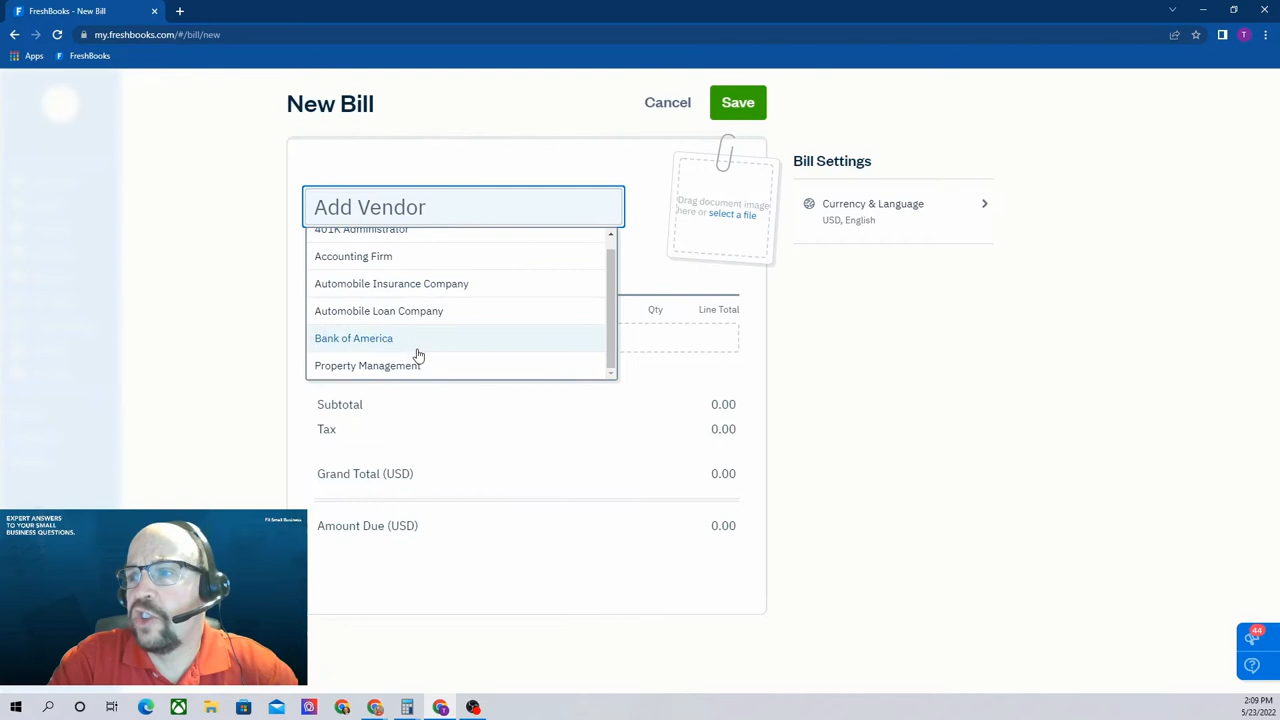 FreshBooks - New Bill
my.freshbooks.com/#/bill/new
Apps
FreshBooks
New Bill
Cancel
Save
Add Vendor
Drag document image
here or select a file
Bill Settings
Currency & Language
USD, English
401K Administrator
Accounting Firm
Automobile Insurance Company
Automobile Loan Company
Bank of America
Property Management
Qty
Line Total
Subtotal
0.00
Tax
0.00
Grand Total (USD)
0.00
Amount Due (USD)
0.00
EXPERT ANSWERS
TO YOUR SMALL
BUSINESS QUESTIONS.
Fit Small Business
44
T
2:09 PM
5/23/2022